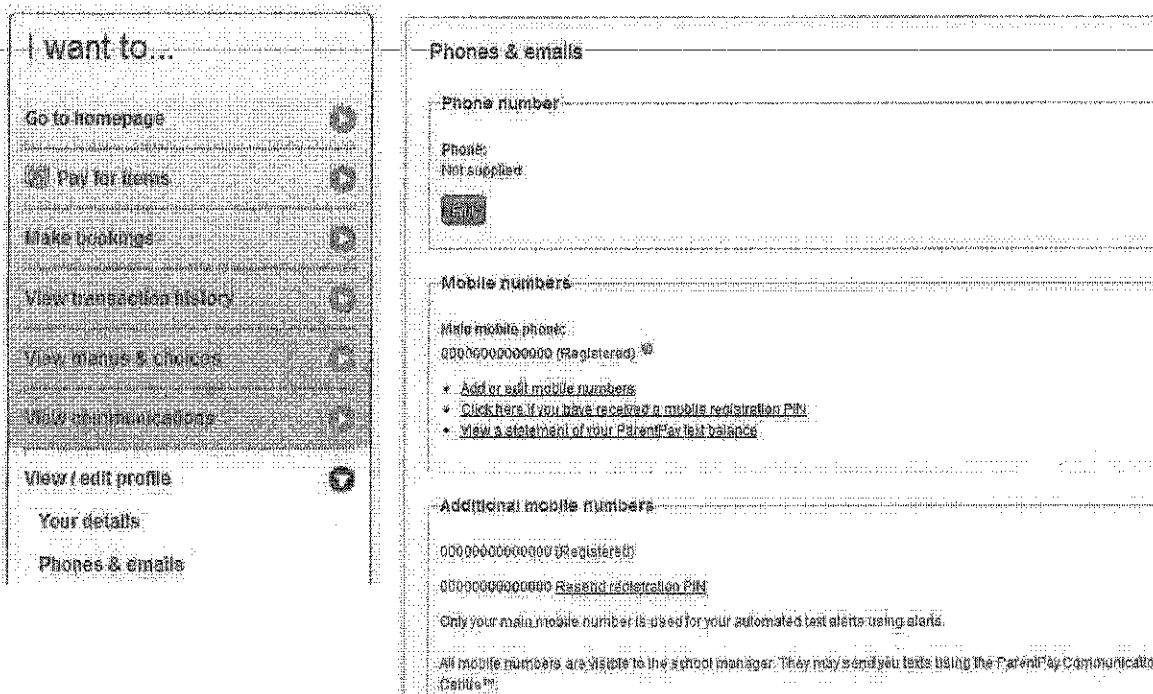 I want to...
Go to homepage
Pay for items
Make bookings
View transaction history
View menus & choices
View communications
View / edit profile
Your details
Phones & emails
Phones & emails
Phone number
Phone:
Not supplied
Mobile numbers
Main mobile phone:
00000000000000 (Registered)
Add or edit mobile numbers
Click here if you have received a mobile registration PIN
View a statement of your ParentPay text balance
Additional mobile numbers
00000000000000 (Registered)
00000000000000 Resend registration PIN
Only your main mobile number is used for your automated text alerts using alerts.
All mobile numbers are visible to the school manager. They may send you texts using the ParentPay Communicatio
Centre™